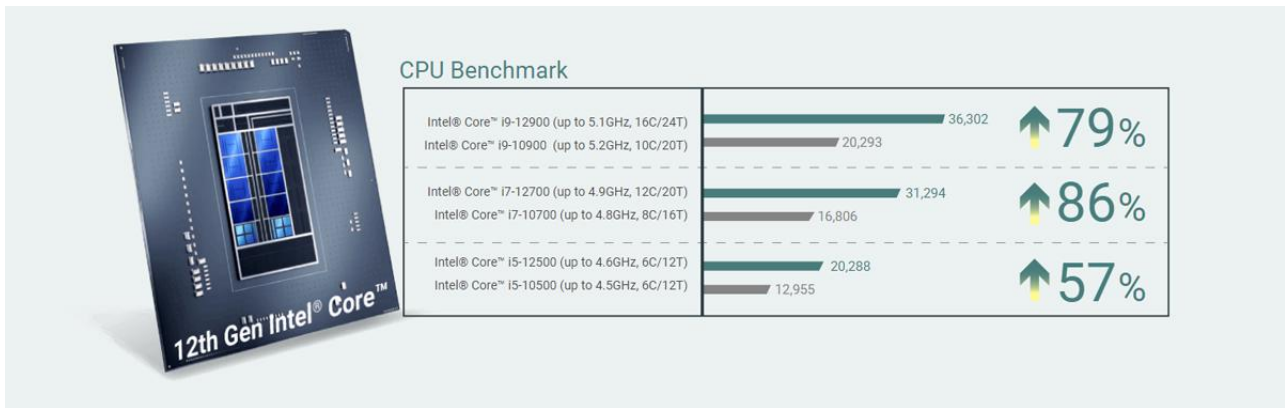 CPU Benchmark
Intel® Core™ i9-12900 (up to 5.1GHz, 16C/24T) 36,302
Intel® Core™ i9-10900 (up to 5.2GHz, 10C/20T) 20,293
79%
Intel® Core™ i7-12700 (up to 4.9GHz, 12C/20T) 31,294
Intel® Core™ i7-10700 (up to 4.8GHz, 8C/16T) 16,806
86%
Intel® Core™ i5-12500 (up to 4.6GHz, 6C/12T) 20,288
Intel® Core™ i5-10500 (up to 4.5GHz, 6C/12T) 12,955
57%
12th Gen Intel® Core™